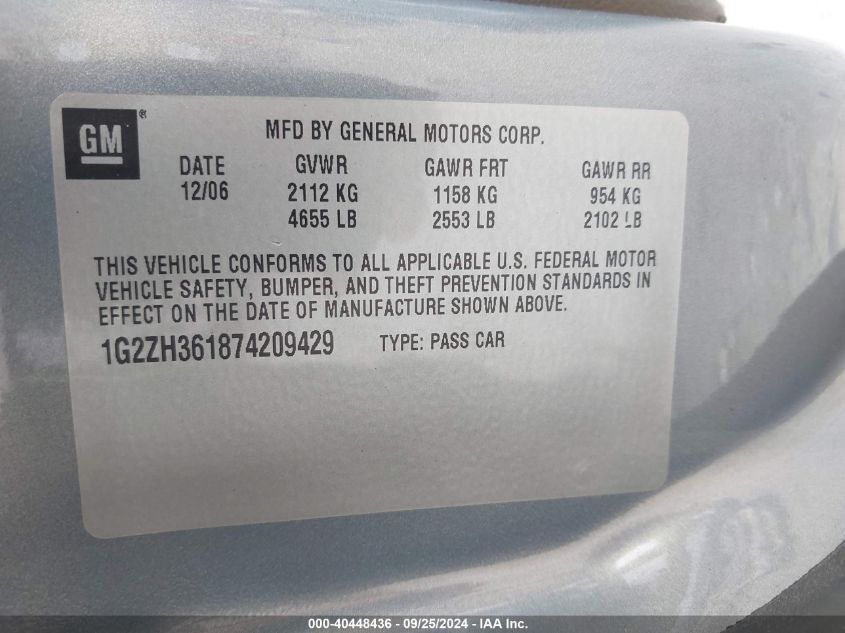 GM®
MFD BY GENERAL MOTORS CORP.
DATE GVWR GAWR FRT GAWR RR
12/06 2112 KG 1158 KG 954 KG
4655 LB 2553 LB 2102 LB
THIS VEHICLE CONFORMS TO ALL APPLICABLE U.S. FEDERAL MOTOR
VEHICLE SAFETY, BUMPER, AND THEFT PREVENTION STANDARDS IN
EFFECT ON THE DATE OF MANUFACTURE SHOWN ABOVE.
1G2ZH361874209429 TYPE: PASS CAR
000-40448436 - 09/25/2024 - IAA Inc.